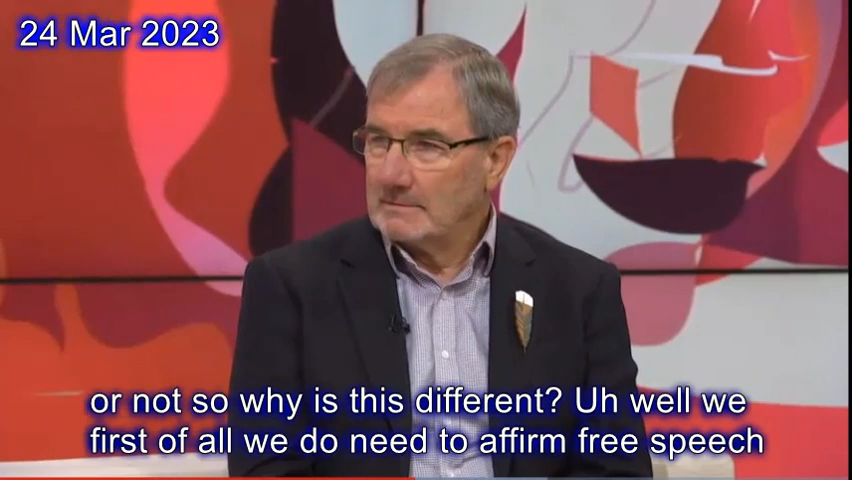 24 Mar 2023
or not so why is this different? Uh well we
first of all we do need to affirm free speech